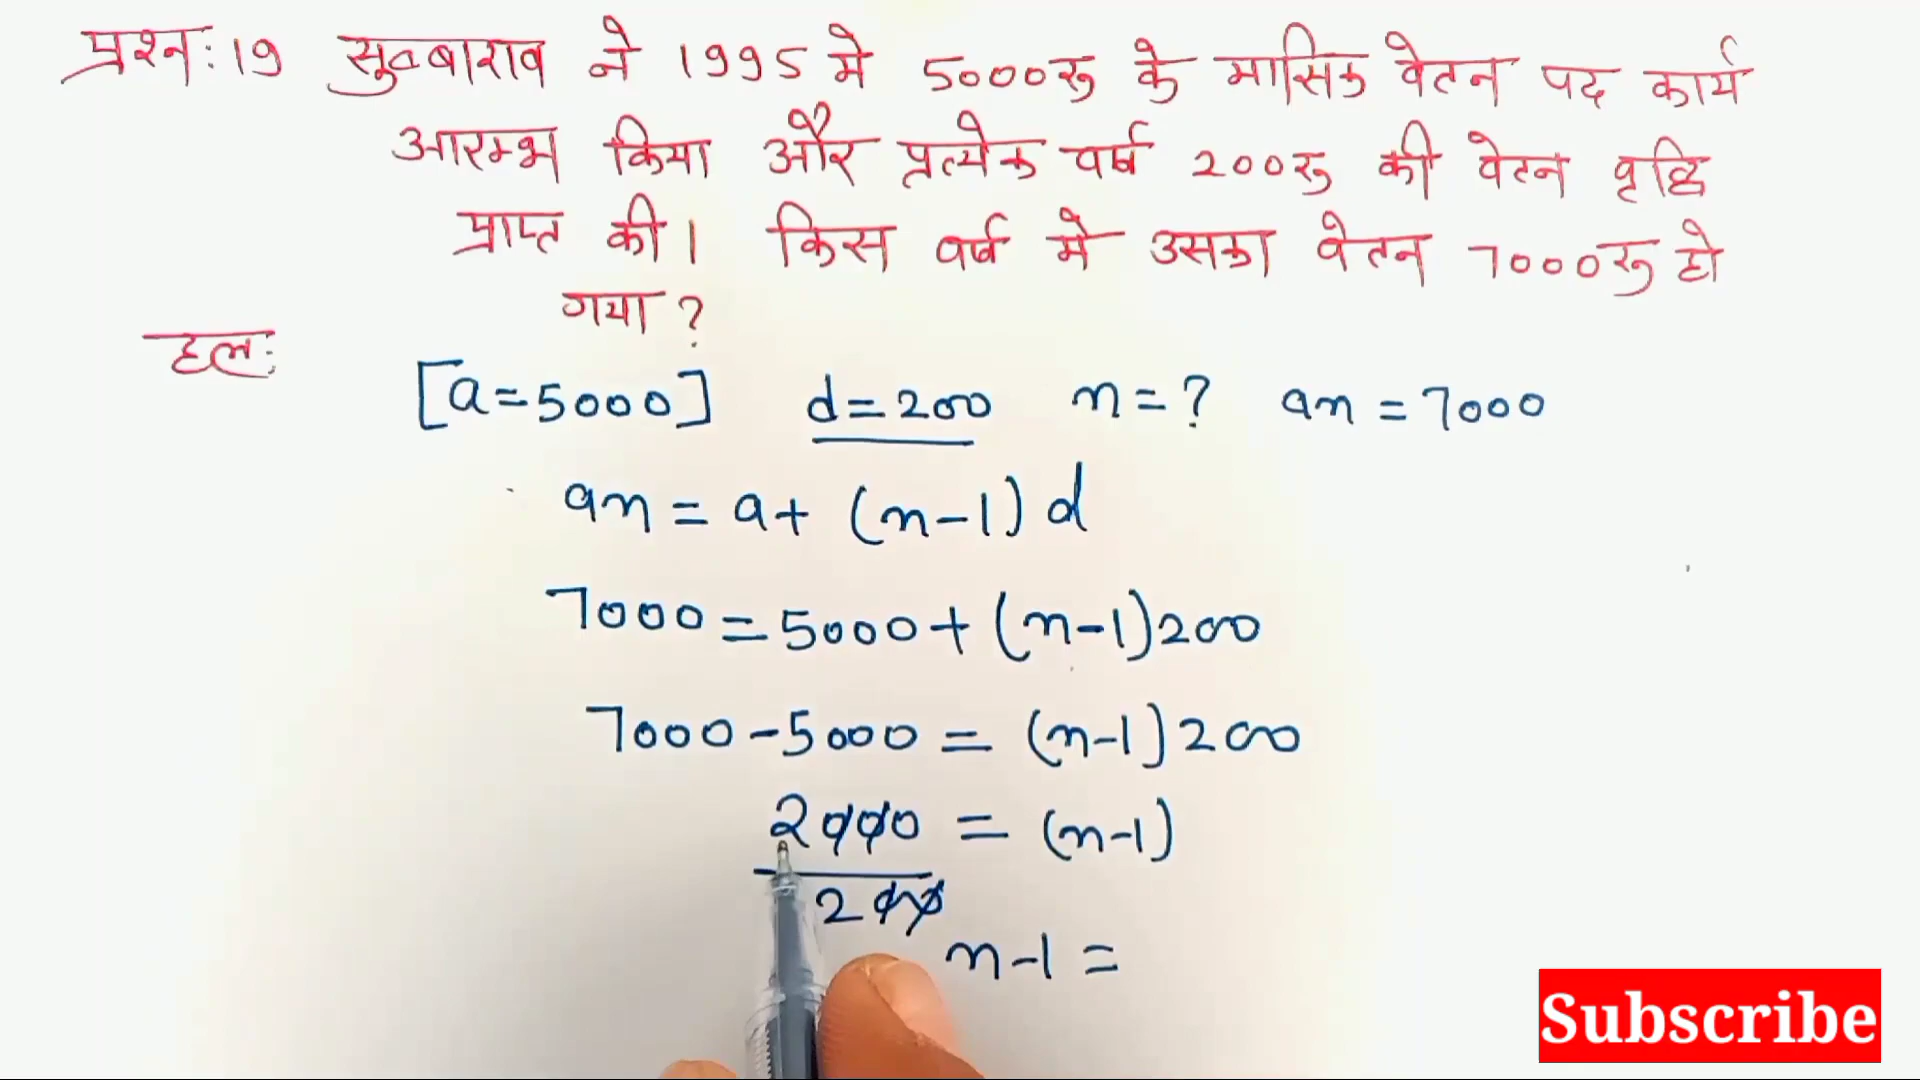 प्रश्न: 19 सुब्बाराव ने 1995 मे 5000रु के मासिक वेतन पद कार्य
आरम्भ किया और प्रत्येक वर्ष 200रु की वेतन वृद्धि
प्राप्त की। किस वर्ष मे उसका वेतन 7000रु हो
गया ?
हल:
[a=5000] d=200 n=? an=7000
an = a+ (n-1) d
7000 = 5000 + (n-1)200
7000-5000 = (n-1)200
2000 = (n-1)
200
n-1 =
Subscribe